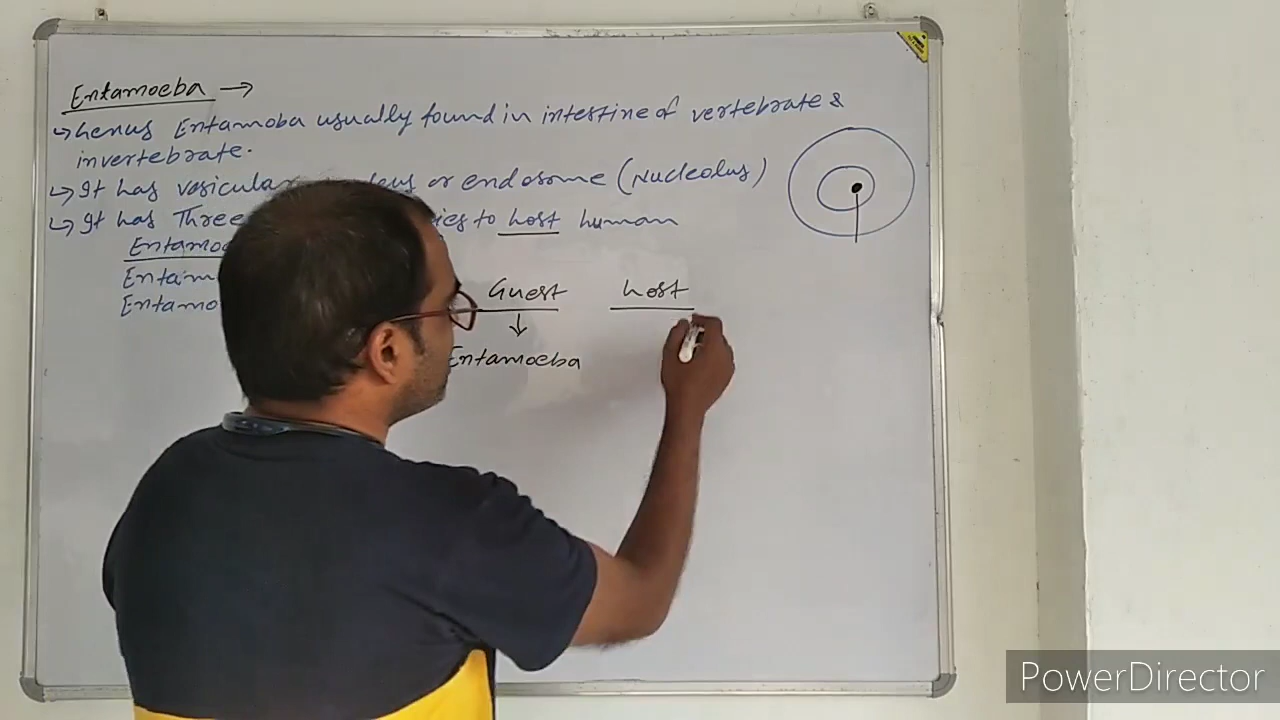 Entamoeba →
↳ Genus Entamoba usually found in intestine of vertebrate &
invertebrate.
↳ It has vesicular or endosome (Nucleolus)
↳ It has Three to host human
Guest host
↓
Entamoeba
PowerDirector